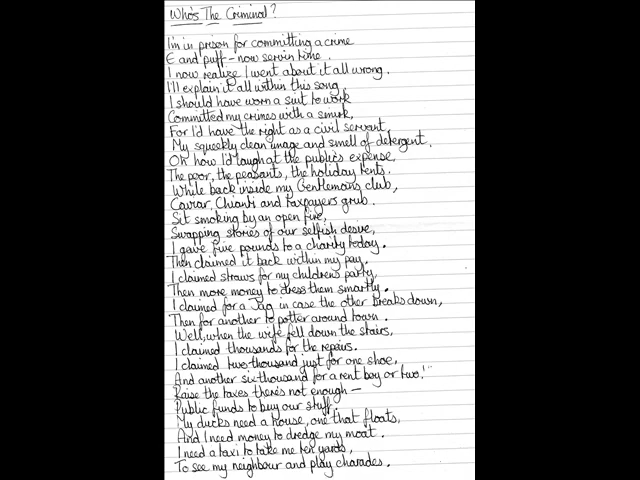 Who's The Criminal?
I'm in prison for committing a crime
E and puff - now servin time.
I now realize I went about it all wrong.
I'll explain it all within this song.
I should have worn a suit to work
Committed my crimes with a smirk,
For I'd have the right as a civil servant,
My squeekly clean image and smell of detergent.
Oh how I'd laugh at the public's expense,
The poor, the peasants, the holiday tents.
While back inside my Gentlemens club,
Caviar, Chianti and taxpayers grub.
Sit smoking by an open fire,
Swapping stories of our selfish desire,
I gave five pounds to a charity today.
Then claimed it back within my pay.
I claimed straws for my childrens party,
Then more money to dress them smartly.
I claimed for a Jag in case the other breaks down,
Then for another to potter around town.
Well, when the wife fell down the stairs,
I claimed thousands for the repairs.
I claimed two-thousand just for one shoe,
And another six-thousand for a rent boy or two!
Raise the taxes there's not enough -
Public funds to buy our stuff.
My ducks need a house, one that floats,
And I need money to dredge my moat.
I need a taxi to take me ten yards,
To see my neighbour and play charades.